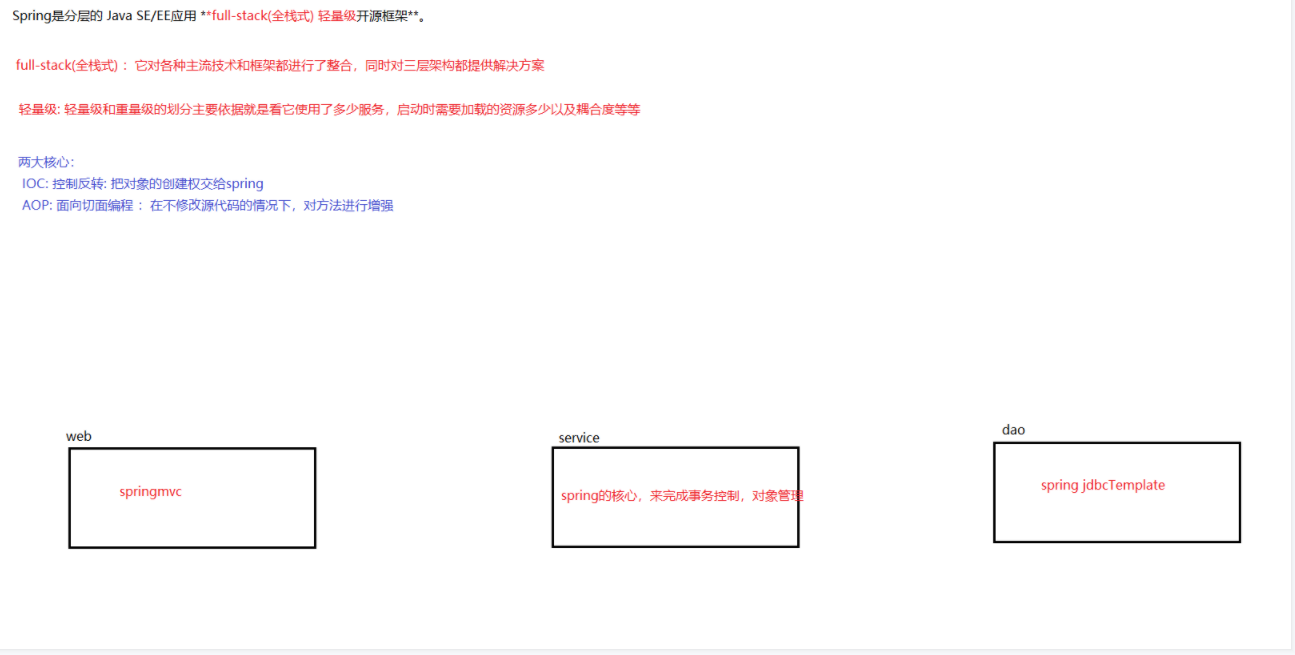 Spring是分层的 Java SE/EE应用 **full-stack(全栈式) 轻量级开源框架**。
full-stack(全栈式) ：它对各种主流技术和框架都进行了整合，同时对三层架构都提供解决方案
轻量级: 轻量级和重量级的划分主要依据就是看它使用了多少服务，启动时需要加载的资源多少以及耦合度等等
两大核心：
IOC: 控制反转: 把对象的创建权交给spring
AOP: 面向切面编程 ：在不修改源代码的情况下，对方法进行增强
web
springmvc
service
spring的核心，来完成事务控制，对象管理
dao
spring jdbcTemplate